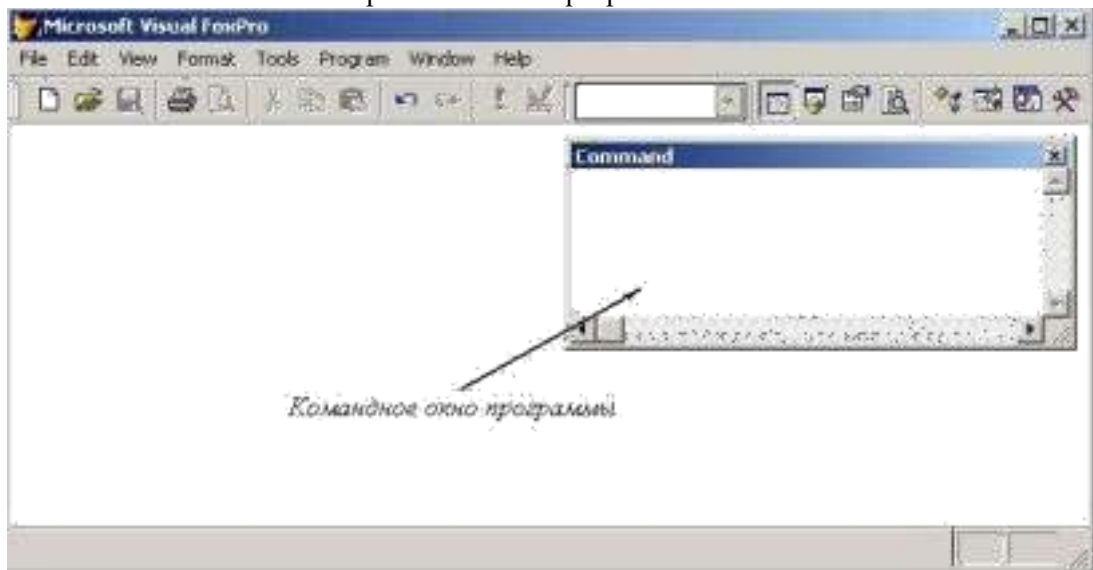 Microsoft Visual FoxPro
File Edit View Format Tools Program Window Help
Command
Командное окно программы